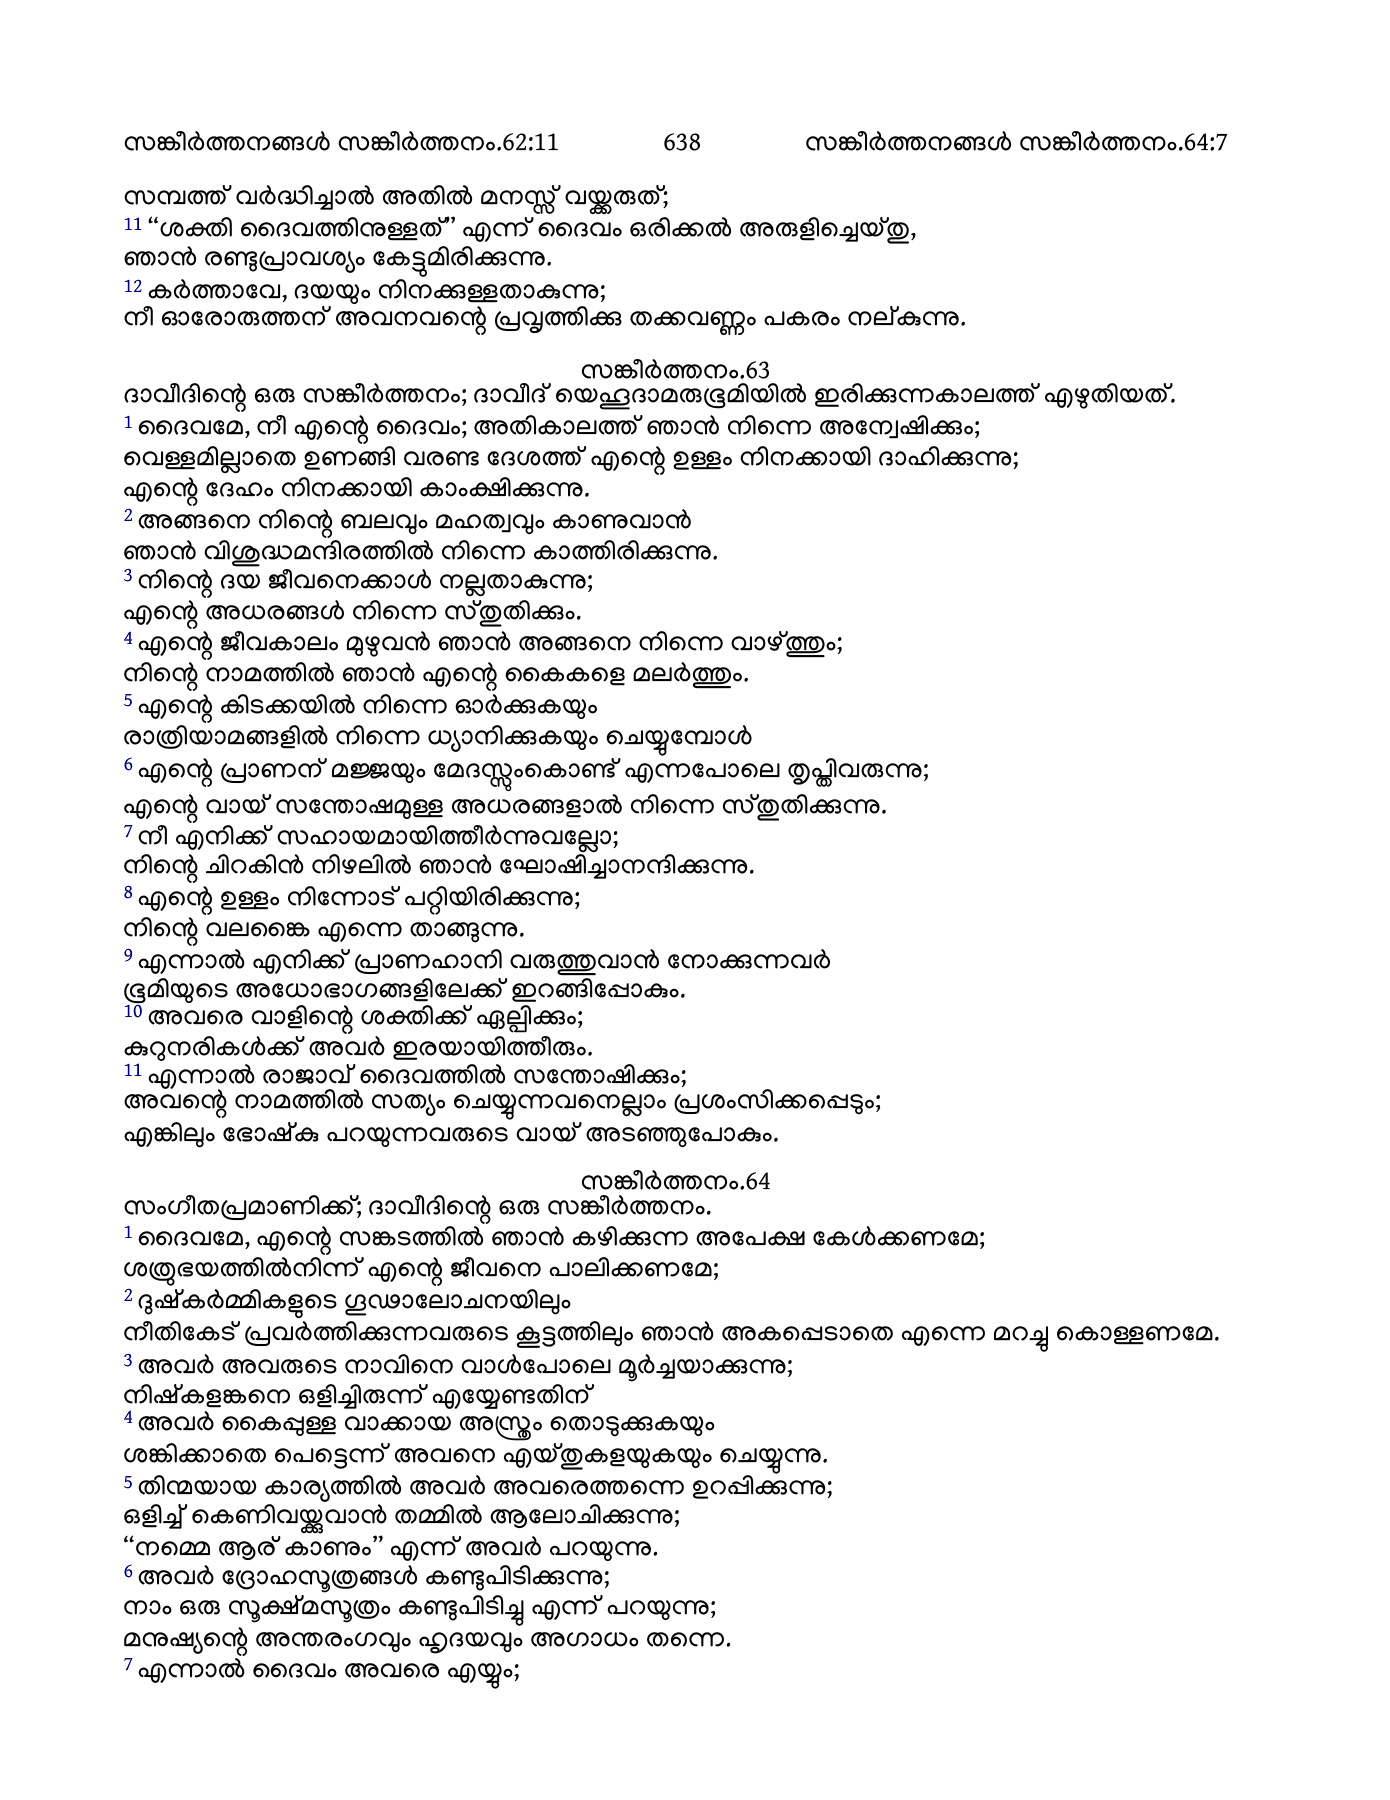 സങ്കീർത്തനങ്ങൾ സങ്കീർത്തനം.62:11 638 സങ്കീർത്തനങ്ങൾ സങ്കീർത്തനം.64:7
സമ്പത്ത് വർദ്ധിച്ചാൽ അതിൽ മനസ്സ് വയ്ക്കരുത്;
11 “ശക്തി ദൈവത്തിനുള്ളത്” എന്ന് ദൈവം ഒരിക്കൽ അരുളിച്ചെയ്തു,
ഞാൻ രണ്ടുപ്രാവശ്യം കേട്ടുമിരിക്കുന്നു.
12 കർത്താവേ, ദയയും നിനക്കുള്ളതാകുന്നു;
നീ ഓരോരുത്തന് അവനവന്റെ പ്രവൃത്തിക്കു തക്കവണ്ണം പകരം നല്കുന്നു.
സങ്കീർത്തനം.63
ദാവീദിന്റെ ഒരു സങ്കീർത്തനം; ദാവീദ് യെഹൂദാമരുഭൂമിയിൽ ഇരിക്കുന്നകാലത്ത് എഴുതിയത്.
1 ദൈവമേ, നീ എന്റെ ദൈവം; അതികാലത്ത് ഞാൻ നിന്നെ അന്വേഷിക്കും;
വെള്ളമില്ലാതെ ഉണങ്ങി വരണ്ട ദേശത്ത് എന്റെ ഉള്ളം നിനക്കായി ദാഹിക്കുന്നു;
എന്റെ ദേഹം നിനക്കായി കാംക്ഷിക്കുന്നു.
2 അങ്ങനെ നിന്റെ ബലവും മഹത്വവും കാണുവാൻ
ഞാൻ വിശുദ്ധമന്ദിരത്തിൽ നിന്നെ കാത്തിരിക്കുന്നു.
3 നിന്റെ ദയ ജീവനെക്കാൾ നല്ലതാകുന്നു;
എന്റെ അധരങ്ങൾ നിന്നെ സ്തുതിക്കും.
4 എന്റെ ജീവകാലം മുഴുവൻ ഞാൻ അങ്ങനെ നിന്നെ വാഴ്ത്തും;
നിന്റെ നാമത്തിൽ ഞാൻ എന്റെ കൈകളെ മലർത്തും.
5 എന്റെ കിടക്കയിൽ നിന്നെ ഓർക്കുകയും
രാത്രിയാമങ്ങളിൽ നിന്നെ ധ്യാനിക്കുകയും ചെയ്യുമ്പോൾ
6 എന്റെ പ്രാണന് മജ്ജയും മേദസ്സുംകൊണ്ട് എന്നപോലെ തൃപ്തിവരുന്നു;
എന്റെ വായ് സന്തോഷമുള്ള അധരങ്ങളാൽ നിന്നെ സ്തുതിക്കുന്നു.
7 നീ എനിക്ക് സഹായമായിത്തീർന്നുവല്ലോ;
നിന്റെ ചിറകിൻ നിഴലിൽ ഞാൻ ഘോഷിച്ചാനന്ദിക്കുന്നു.
8 എന്റെ ഉള്ളം നിന്നോട് പറ്റിയിരിക്കുന്നു;
നിന്റെ വലങ്കൈ എന്നെ താങ്ങുന്നു.
9 എന്നാൽ എനിക്ക് പ്രാണഹാനി വരുത്തുവാൻ നോക്കുന്നവർ
ഭൂമിയുടെ അധോഭാഗങ്ങളിലേക്ക് ഇറങ്ങിപ്പോകും.
10 അവരെ വാളിന്റെ ശക്തിക്ക് ഏല്പിക്കും;
കുറുനരികൾക്ക് അവർ ഇരയായിത്തീരും.
11 എന്നാൽ രാജാവ് ദൈവത്തിൽ സന്തോഷിക്കും;
അവന്റെ നാമത്തിൽ സത്യം ചെയ്യുന്നവനെല്ലാം പ്രശംസിക്കപ്പെടും;
എങ്കിലും ഭോഷ്കു പറയുന്നവരുടെ വായ് അടഞ്ഞുപോകും.
സങ്കീർത്തനം.64
സംഗീതപ്രമാണിക്ക്; ദാവീദിന്റെ ഒരു സങ്കീർത്തനം.
1 ദൈവമേ, എന്റെ സങ്കടത്തിൽ ഞാൻ കഴിക്കുന്ന അപേക്ഷ കേൾക്കണമേ;
ശത്രുഭയത്തിൽനിന്ന് എന്റെ ജീവനെ പാലിക്കണമേ;
2 ദുഷ്കർമ്മികളുടെ ഗൂഢാലോചനയിലും
നീതികേട് പ്രവർത്തിക്കുന്നവരുടെ കൂട്ടത്തിലും ഞാൻ അകപ്പെടാതെ എന്നെ മറച്ചു കൊള്ളണമേ.
3 അവർ അവരുടെ നാവിനെ വാൾപോലെ മൂർച്ചയാക്കുന്നു;
നിഷ്കളങ്കനെ ഒളിച്ചിരുന്ന് എയ്യേണ്ടതിന്
4 അവർ കൈപ്പുള്ള വാക്കായ അസ്ത്രം തൊടുക്കുകയും
ശങ്കിക്കാതെ പെട്ടെന്ന് അവനെ എയ്തുകളയുകയും ചെയ്യുന്നു.
5 തിന്മയായ കാര്യത്തിൽ അവർ അവരെത്തന്നെ ഉറപ്പിക്കുന്നു;
ഒളിച്ച് കെണിവയ്ക്കുവാൻ തമ്മിൽ ആലോചിക്കുന്നു;
“നമ്മെ ആര് കാണും” എന്ന് അവർ പറയുന്നു.
6 അവർ ദ്രോഹസൂത്രങ്ങൾ കണ്ടുപിടിക്കുന്നു;
നാം ഒരു സൂക്ഷ്മസൂത്രം കണ്ടുപിടിച്ചു എന്ന് പറയുന്നു;
മനുഷ്യന്റെ അന്തരംഗവും ഹൃദയവും അഗാധം തന്നെ.
7 എന്നാൽ ദൈവം അവരെ എയ്യും;